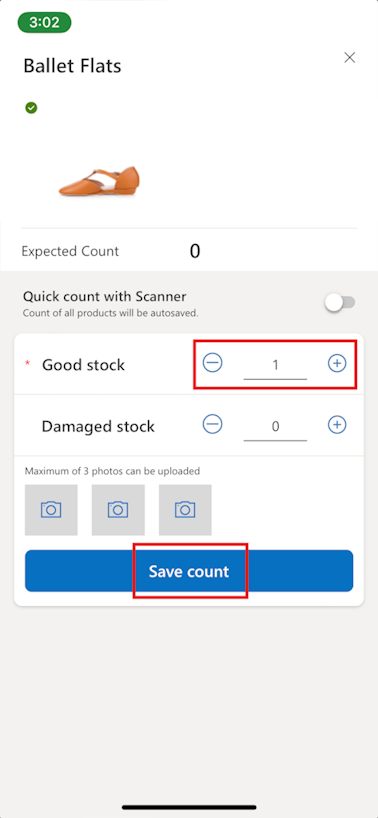 3:02
Ballet Flats
Expected Count 0
Quick count with Scanner
Count of all products will be autosaved.
* Good stock 1
Damaged stock 0
Maximum of 3 photos can be uploaded
Save count